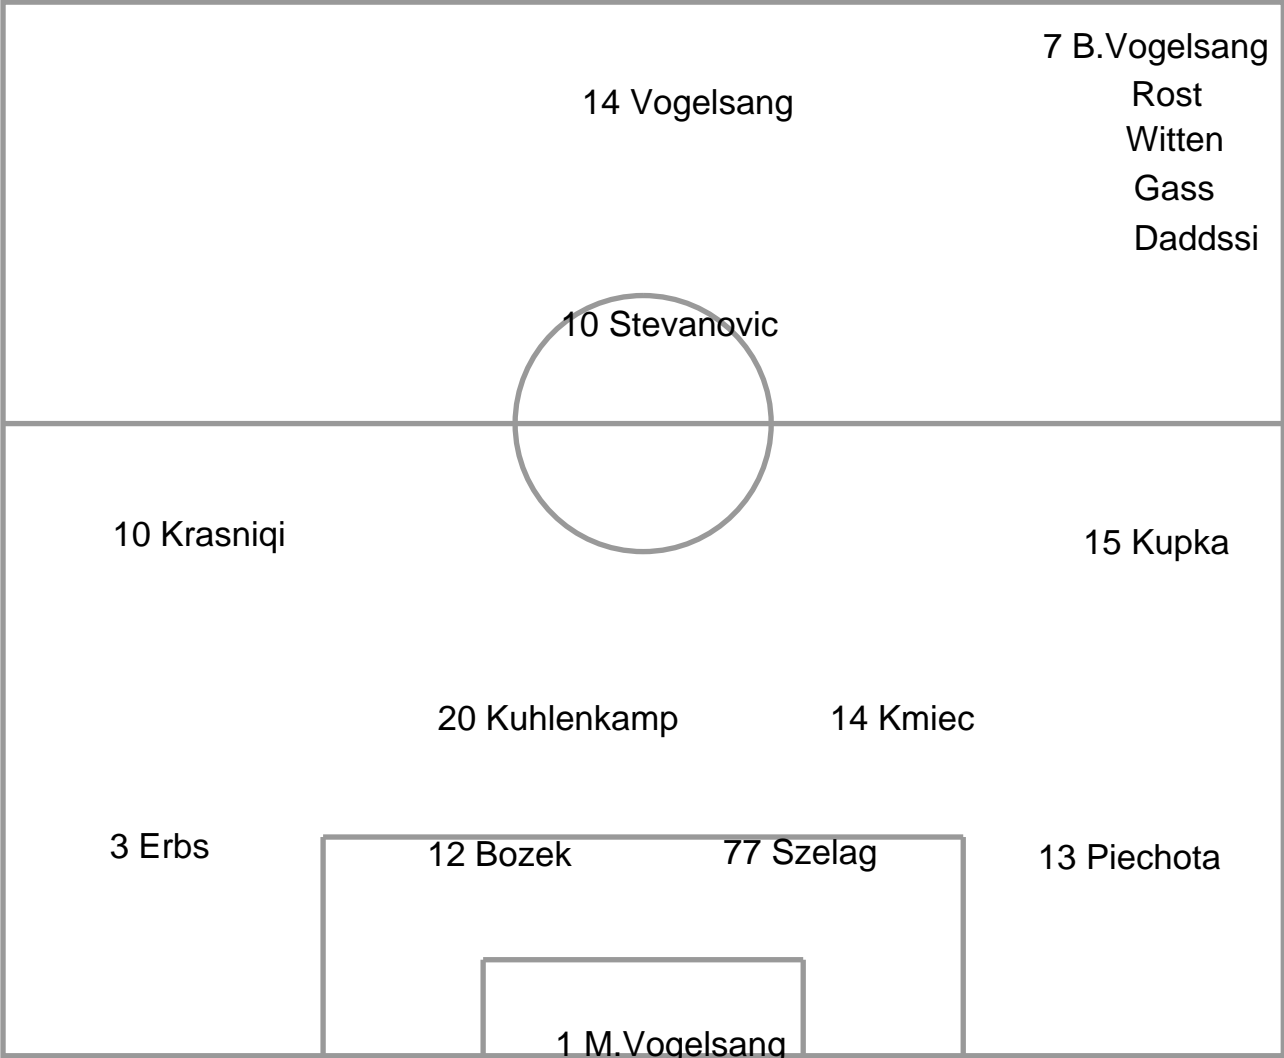 7 B.Vogelsang
14 Vogelsang
Rost
Witten
Gass
Daddssi
10 Stevanovic
10 Krasniqi
15 Kupka
20 Kuhlenkamp
14 Kmiec
3 Erbs
12 Bozek
77 Szelag
13 Piechota
1 M.Vogelsang